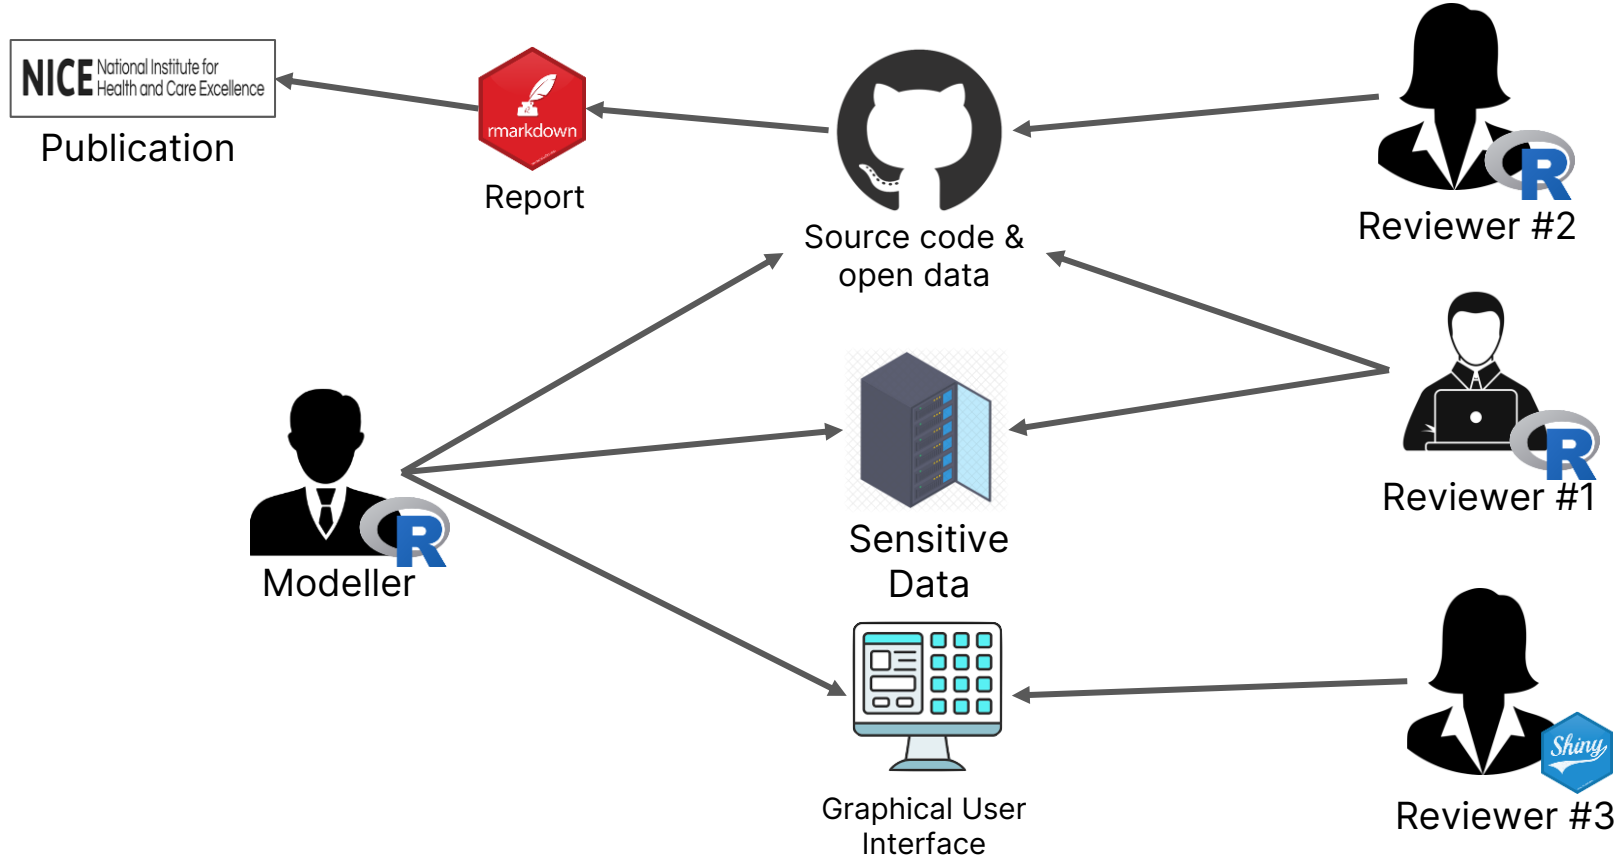 NICE National Institute for
Health and Care Excellence
Publication
rmarkdown
Report
Source code &
open data
R
Reviewer #2
R
Reviewer #1
R
Modeller
Sensitive
Data
Graphical User
Interface
Shiny
Reviewer #3